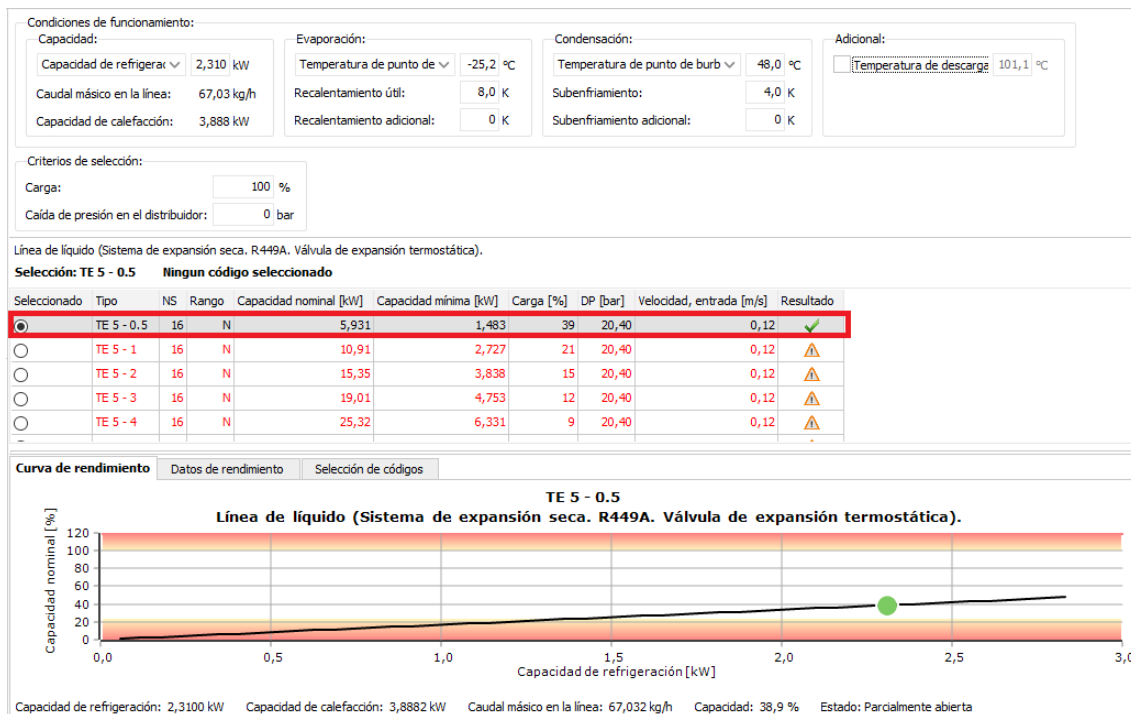 Condiciones de funcionamiento:
Capacidad: Evaporación: Condensación: Adicional:
Capacidad de refrigerac 2,310 kW Temperatura de punto de -25,2 ºC Temperatura de punto de burb 48,0 ºC Temperatura de descarga 101,1 ºC
Caudal másico en la línea: 67,03 kg/h Recalentamiento útil: 8,0 K Subenfriamiento: 4,0 K
Capacidad de calefacción: 3,888 kW Recalentamiento adicional: 0 K Subenfriamiento adicional: 0 K
Criterios de selección:
Carga: 100 %
Caída de presión en el distribuidor: 0 bar
Línea de líquido (Sistema de expansión seca. R449A. Válvula de expansión termostática).
Selección: TE 5 - 0.5 Ningun código seleccionado
Seleccionado Tipo NS Rango Capacidad nominal [kW] Capacidad mínima [kW] Carga [%] DP [bar] Velocidad, entrada [m/s] Resultado
TE 5 - 0.5 16 N 5,931 1,483 39 20,40 0,12
TE 5 - 1 16 N 10,91 2,727 21 20,40 0,12
TE 5 - 2 16 N 15,35 3,838 15 20,40 0,12
TE 5 - 3 16 N 19,01 4,753 12 20,40 0,12
TE 5 - 4 16 N 25,32 6,331 9 20,40 0,12
Curva de rendimiento Datos de rendimiento Selección de códigos
TE 5 - 0.5
Línea de líquido (Sistema de expansión seca. R449A. Válvula de expansión termostática).
Capacidad nominal [%]
120
100
80
60
40
20
0
0,0 0,5 1,0 1,5 2,0 2,5 3,0
Capacidad de refrigeración [kW]
Capacidad de refrigeración: 2,3100 kW Capacidad de calefacción: 3,8882 kW Caudal másico en la línea: 67,032 kg/h Capacidad: 38,9 % Estado: Parcialmente abierta